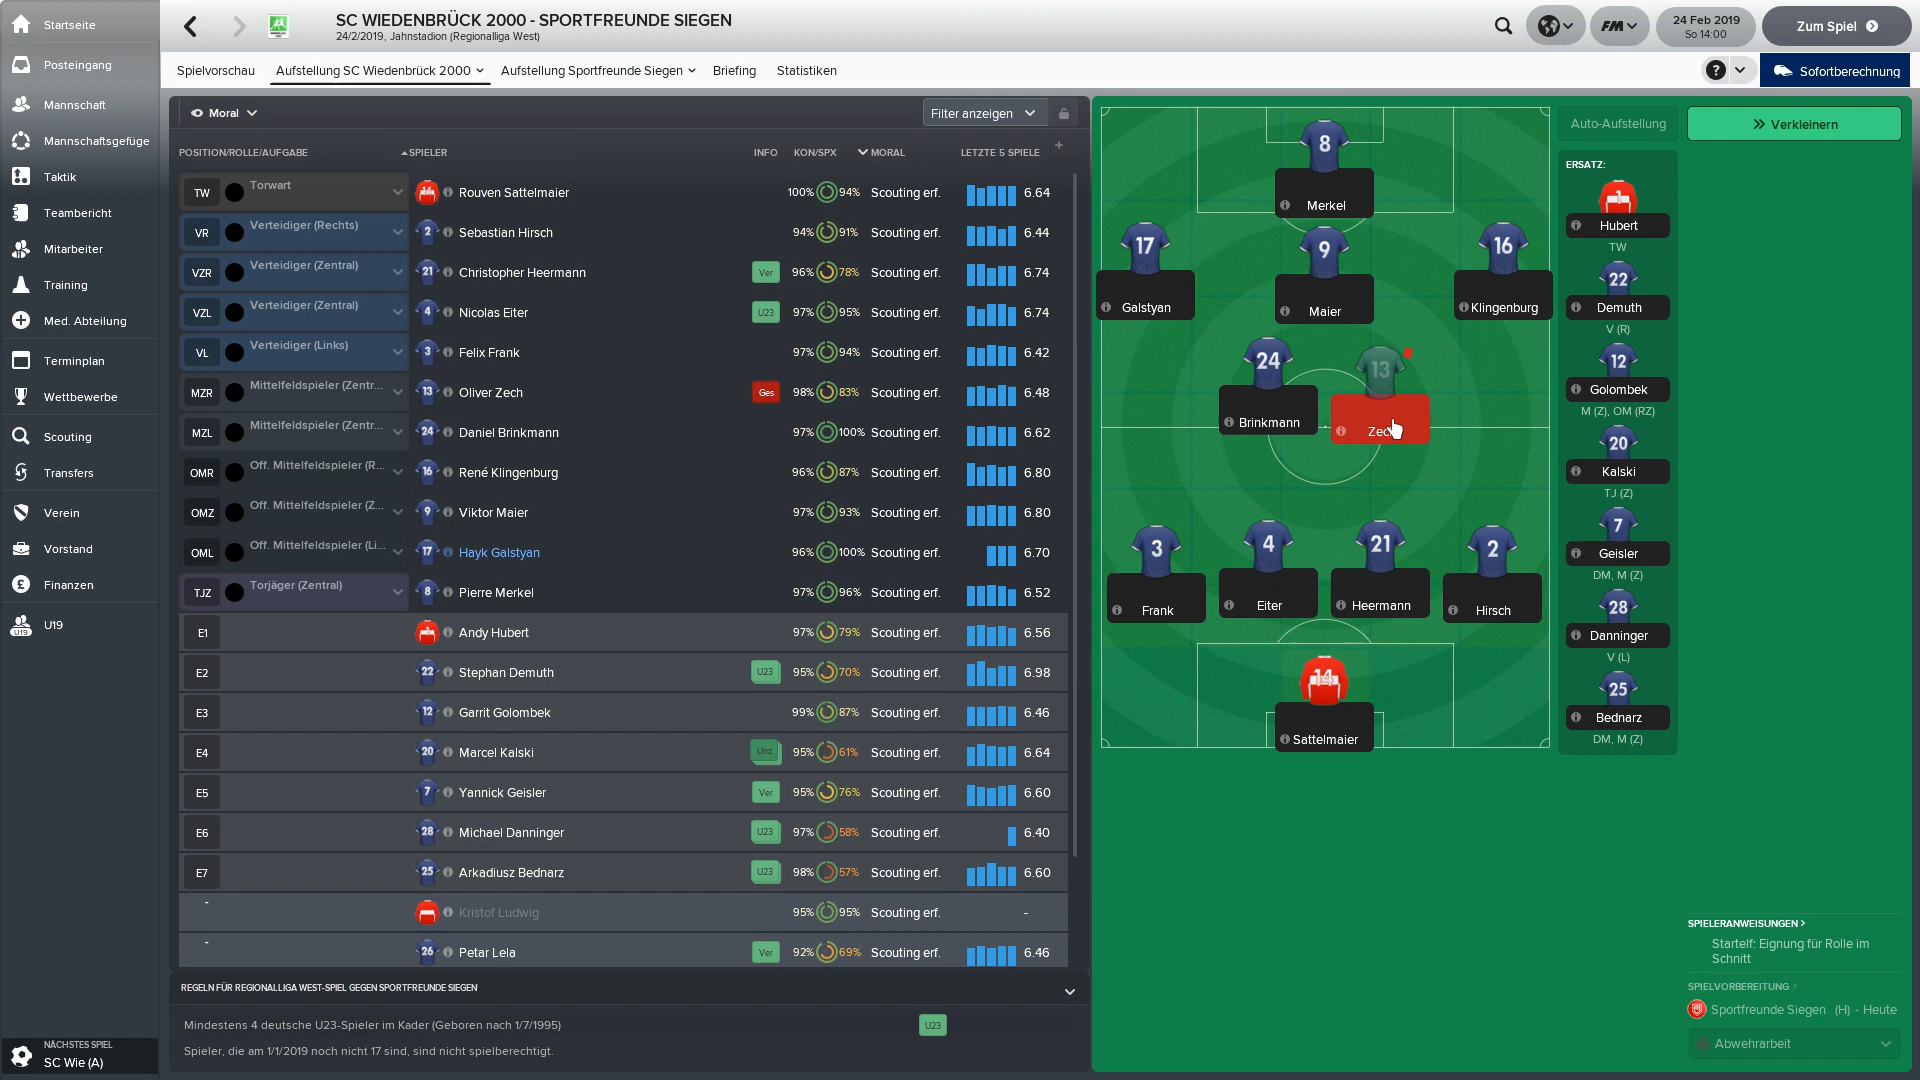 Startseite
Posteingang
Mannschaft
Mannschaftsgefüge
Taktik
Teambericht
Mitarbeiter
Training
Med. Abteilung
Terminplan
Wettbewerbe
Scouting
Transfers
Verein
Vorstand
Finanzen
U19 U19
NÄCHSTES SPIEL
SC Wie (A)
SC WIEDENBRÜCK 2000 - SPORTFREUNDE SIEGEN
24/2/2019, Jahnstadion (Regionalliga West)
FM
24 Feb 2019
So 14:00
Zum Spiel
Spielvorschau Aufstellung SC Wiedenbrück 2000 Aufstellung Sportfreunde Siegen Briefing Statistiken
? Sofortberechnung
Moral Filter anzeigen
POSITION/ROLLE/AUFGABE SPIELER INFO KON/SPX MORAL LETZTE 5 SPIELE +
TW Torwart 14 Rouven Sattelmaier 100% 94% Scouting erf. 6.64
VR Verteidiger (Rechts) 2 Sebastian Hirsch 94% 91% Scouting erf. 6.44
VZR Verteidiger (Zentral) 21 Christopher Heermann Ver 96% 78% Scouting erf. 6.74
VZL Verteidiger (Zentral) 4 Nicolas Eiter U23 97% 95% Scouting erf. 6.74
VL Verteidiger (Links) 3 Felix Frank 97% 94% Scouting erf. 6.42
MZR Mittelfeldspieler (Zentr... 13 Oliver Zech Ges 98% 83% Scouting erf. 6.48
MZL Mittelfeldspieler (Zentr... 24 Daniel Brinkmann 97% 100% Scouting erf. 6.62
OMR Off. Mittelfeldspieler (R... 16 René Klingenburg 96% 87% Scouting erf. 6.80
OMZ Off. Mittelfeldspieler (Z... 9 Viktor Maier 97% 93% Scouting erf. 6.80
OML Off. Mittelfeldspieler (Li... 17 Hayk Galstyan 96% 100% Scouting erf. 6.70
TJZ Torjäger (Zentral) 8 Pierre Merkel 97% 96% Scouting erf. 6.52
E1 1 Andy Hubert 97% 79% Scouting erf. 6.56
E2 22 Stephan Demuth U23 95% 70% Scouting erf. 6.98
E3 12 Garrit Golombek 99% 87% Scouting erf. 6.46
E4 20 Marcel Kalski Unz 95% 61% Scouting erf. 6.64
E5 7 Yannick Geisler Ver 95% 76% Scouting erf. 6.60
E6 28 Michael Danninger U23 97% 58% Scouting erf. 6.40
E7 25 Arkadiusz Bednarz U23 98% 57% Scouting erf. 6.60
- Kristof Ludwig 95% 95% Scouting erf. -
- 26 Petar Lela Ver 92% 69% Scouting erf. 6.46
REGELN FÜR REGIONALLIGA WEST-SPIEL GEGEN SPORTFREUNDE SIEGEN
Mindestens 4 deutsche U23-Spieler im Kader (Geboren nach 1/7/1995) U23
Spieler, die am 1/1/2019 noch nicht 17 sind, sind nicht spielberechtigt.
8
Merkel
17 9 16
Galstyan Maier Klingenburg
24 13
Brinkmann
3 4 21 2
Frank Eiter Heermann Hirsch
14
Sattelmaier
Auto-Aufstellung
Verkleinern
ERSATZ:
1
Hubert
TW
22
Demuth
V (R)
12
Golombek
M (Z), OM (RZ)
20
Kalski
TJ (Z)
7
Geisler
DM, M (Z)
28
Danninger
V (L)
25
Bednarz
DM, M (Z)
SPIELERANWEISUNGEN >
Startelf: Eignung für Rolle im
Schnitt
SPIELVORBEREITUNG >
Sportfreunde Siegen (H) - Heute
Abwehrarbeit